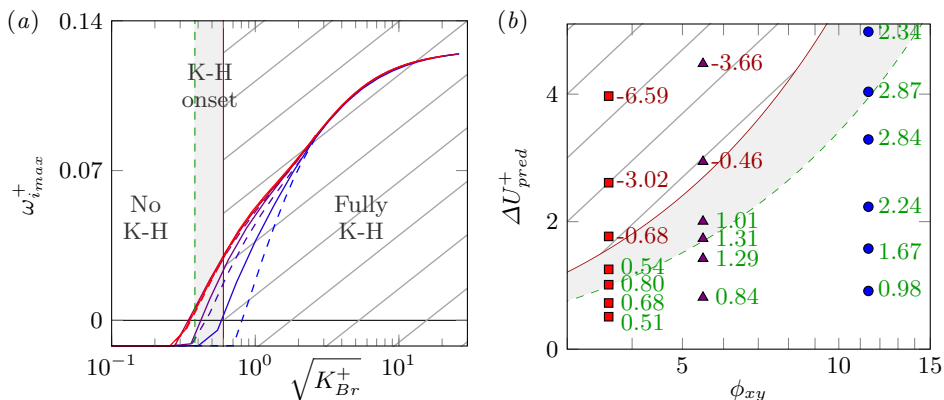 (a)
0.14
0.07
0
ω⁺ᵢₘₐₓ
K-H
onset
No
K-H
Fully
K-H
10⁻¹
10⁰
10¹
√K⁺_Br
(b)
ΔU⁺_pred
4
2
0
5
10
15
ϕ_xy
-6.59
-3.02
-0.68
0.54
0.80
0.68
0.51
-3.66
-0.46
1.01
1.31
1.29
0.84
2.34
2.87
2.84
2.24
1.67
0.98